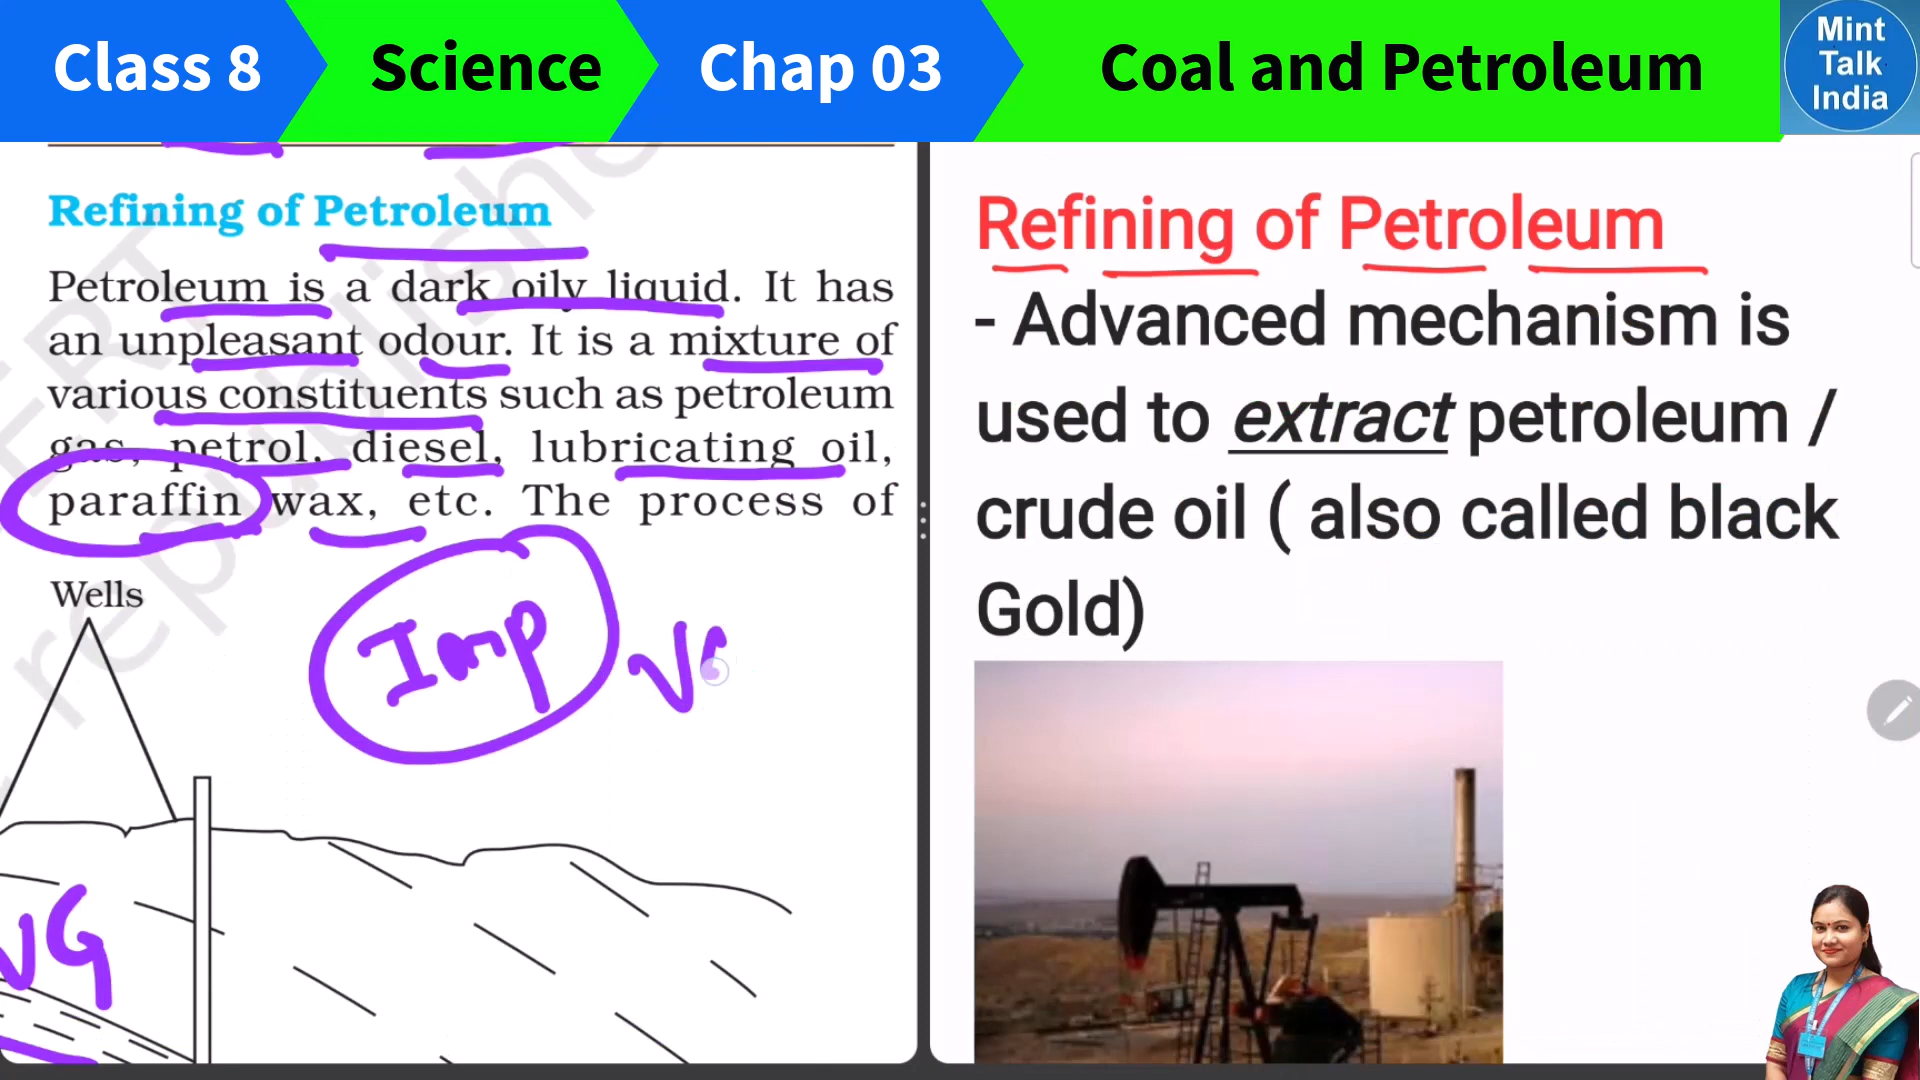 Class 8
Science
Chap 03
Coal and Petroleum
Mint
Talk
India
Refining of Petroleum
Petroleum is a dark oily liquid. It has
an unpleasant odour. It is a mixture of
various constituents such as petroleum
gas, petrol, diesel, lubricating oil,
paraffin wax, etc. The process of
Wells
Imp
VG
Refining of Petroleum
- Advanced mechanism is
used to extract petroleum /
crude oil ( also called black
Gold)